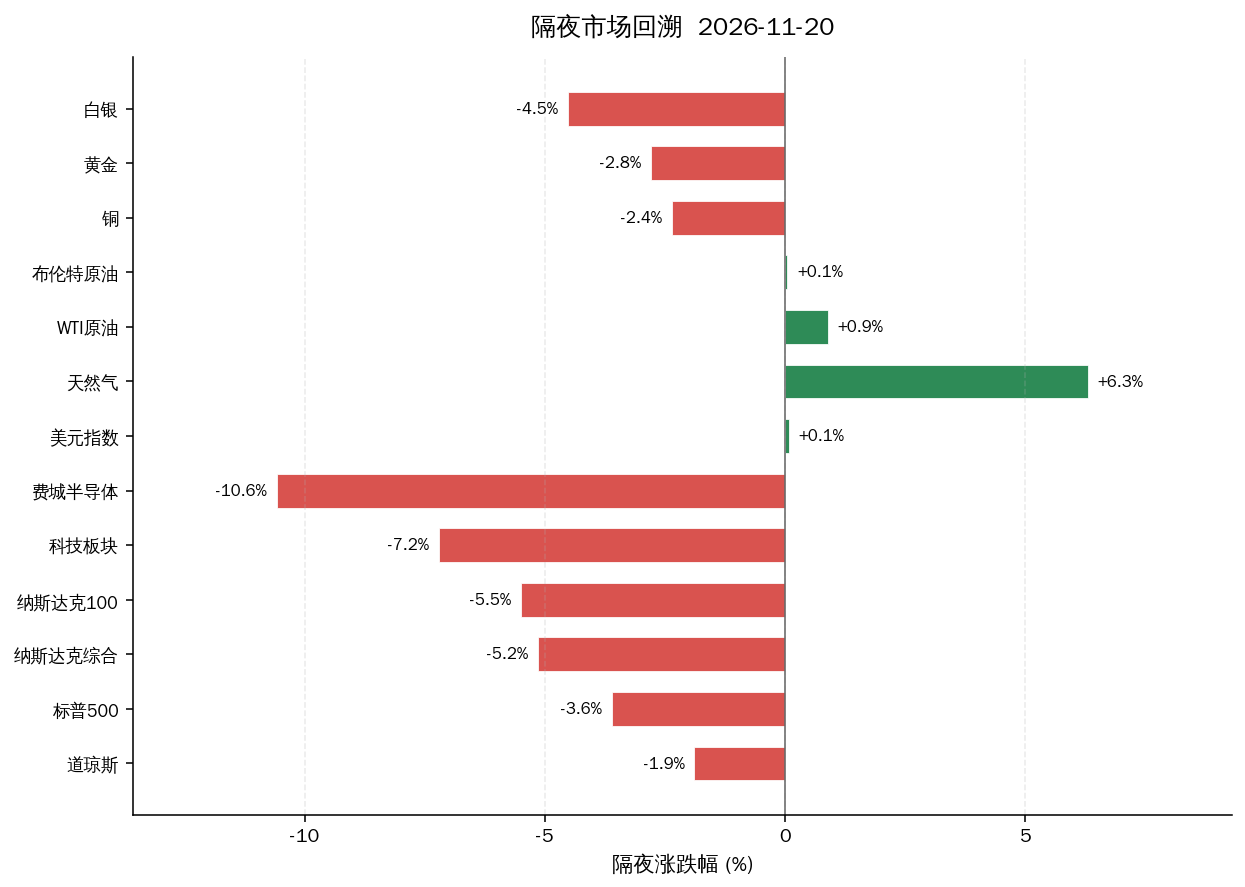 隔夜市场回溯 2026-11-20
白银 -4.5%
黄金 -2.8%
铜 -2.4%
布伦特原油 +0.1%
WTI原油 +0.9%
天然气 +6.3%
美元指数 +0.1%
费城半导体 -10.6%
科技板块 -7.2%
纳斯达克100 -5.5%
纳斯达克综合 -5.2%
标普500 -3.6%
道琼斯 -1.9%
-10 -5 0 5
隔夜涨跌幅 (%)